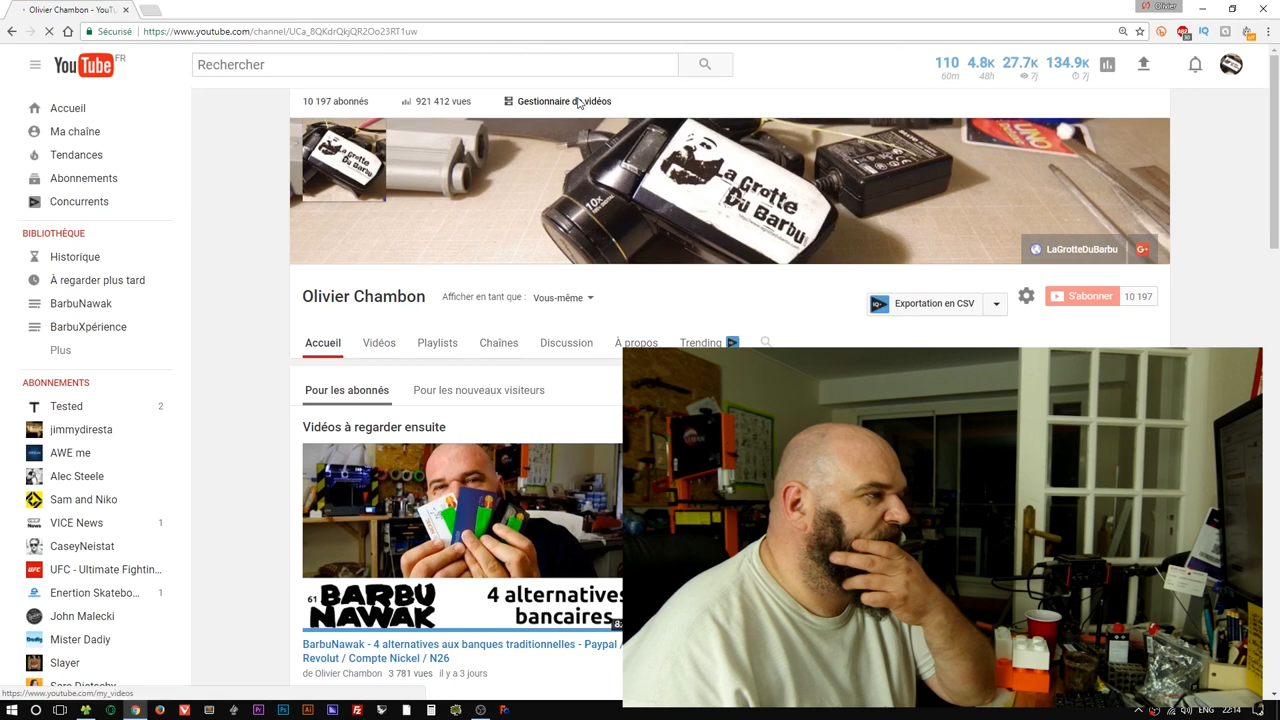 Olivier Chambon - YouTu
Olivier
Sécurisé
https://www.youtube.com/channel/UCa_8QKdrQkjQR2Oo23RT1uw
YouTube FR
Rechercher
110 4.8K 27.7K 134.9K
60m 48h 7j 7j
10 197 abonnés 921 412 vues Gestionnaire de vidéos
Accueil
Ma chaîne
Tendances
Abonnements
Concurrents
BIBLIOTHÈQUE
Historique
À regarder plus tard
BarbuNawak
BarbuXpérience
Plus
ABONNEMENTS
Tested 2
jimmydiresta
AWE me
Alec Steele
Sam and Niko
VICE News 1
CaseyNeistat
UFC - Ultimate Fightin...
Enertion Skatebo... 1
John Malecki
Mister Dadiy
Slayer
https://www.youtube.com/my_videos
La Grotte
Du Barbu
La Grotte
Du Barbu
10x
UNO
LaGrotteDuBarbu
G+
Olivier Chambon
Afficher en tant que : Vous-même
Exportation en CSV
S'abonner 10 197
Accueil Vidéos Playlists Chaînes Discussion À propos Trending
Pour les abonnés Pour les nouveaux visiteurs
Vidéos à regarder ensuite
61 BARBU
NAWAK
4 alternatives
bancaires
BarbuNawak - 4 alternatives aux banques traditionnelles - Paypal /
Revolut / Compte Nickel / N26
de Olivier Chambon 3 781 vues il y a 3 jours
ENG 22:14